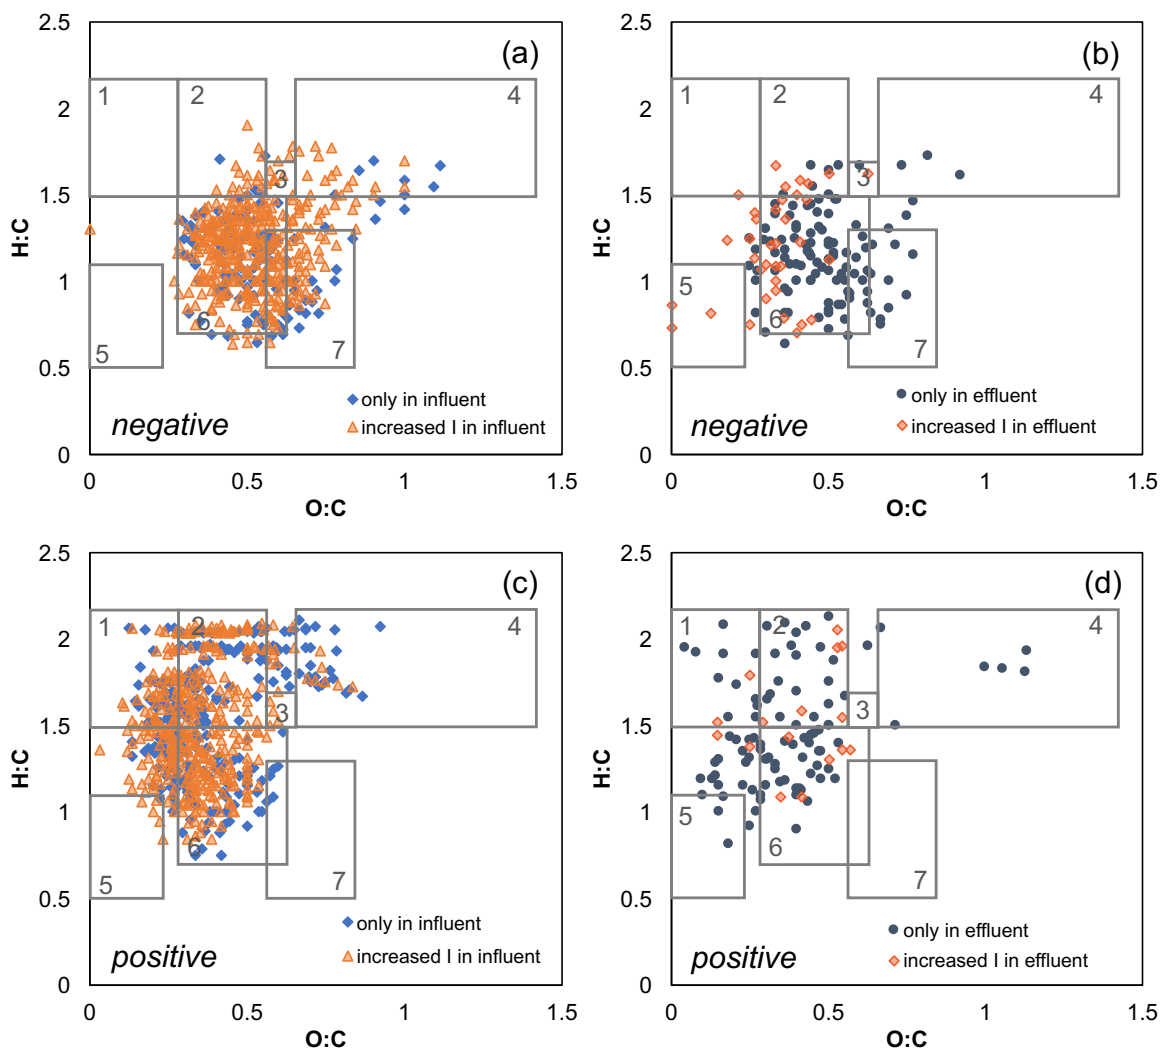 2.5
(a)
1
2
4
2
H:C
3
1.5
1
6
5
7
0.5
only in influent
increased I in influent
negative
0
0
0.5
1
1.5
O:C
2.5
(b)
1
2
4
2
H:C
3
1.5
5
1
6
7
0.5
only in effluent
increased I in effluent
negative
0
0
0.5
1
1.5
O:C
2.5
(c)
1
2
4
2
H:C
3
1.5
1
5
6
7
0.5
only in influent
increased I in influent
positive
0
0
0.5
1
1.5
O:C
2.5
(d)
1
2
4
2
H:C
3
1.5
5
1
6
7
0.5
only in effluent
increased I in effluent
positive
0
0
0.5
1
1.5
O:C